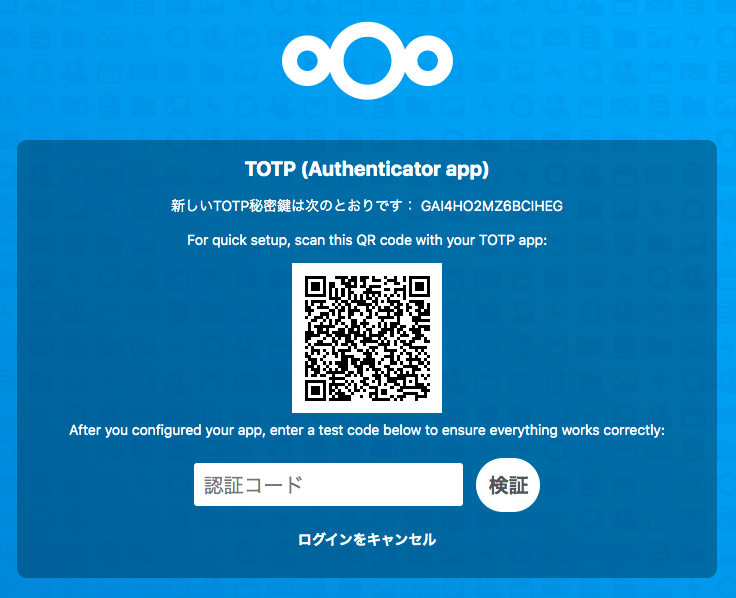 TOTP (Authenticator app)
新しいTOTP秘密鍵は次のとおりです： GAI4HO2MZ6BCIHEG
For quick setup, scan this QR code with your TOTP app:
After you configured your app, enter a test code below to ensure everything works correctly:
認証コード
検証
ログインをキャンセル